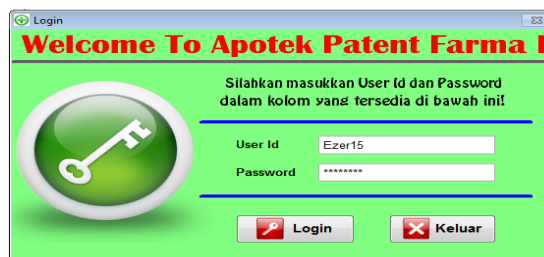 Login
Welcome To Apotek Patent Farma
Silahkan masukkan User Id dan Password
dalam kolom yang tersedia di bawah ini!
User Id
Ezer15
Password
********
Login
Keluar